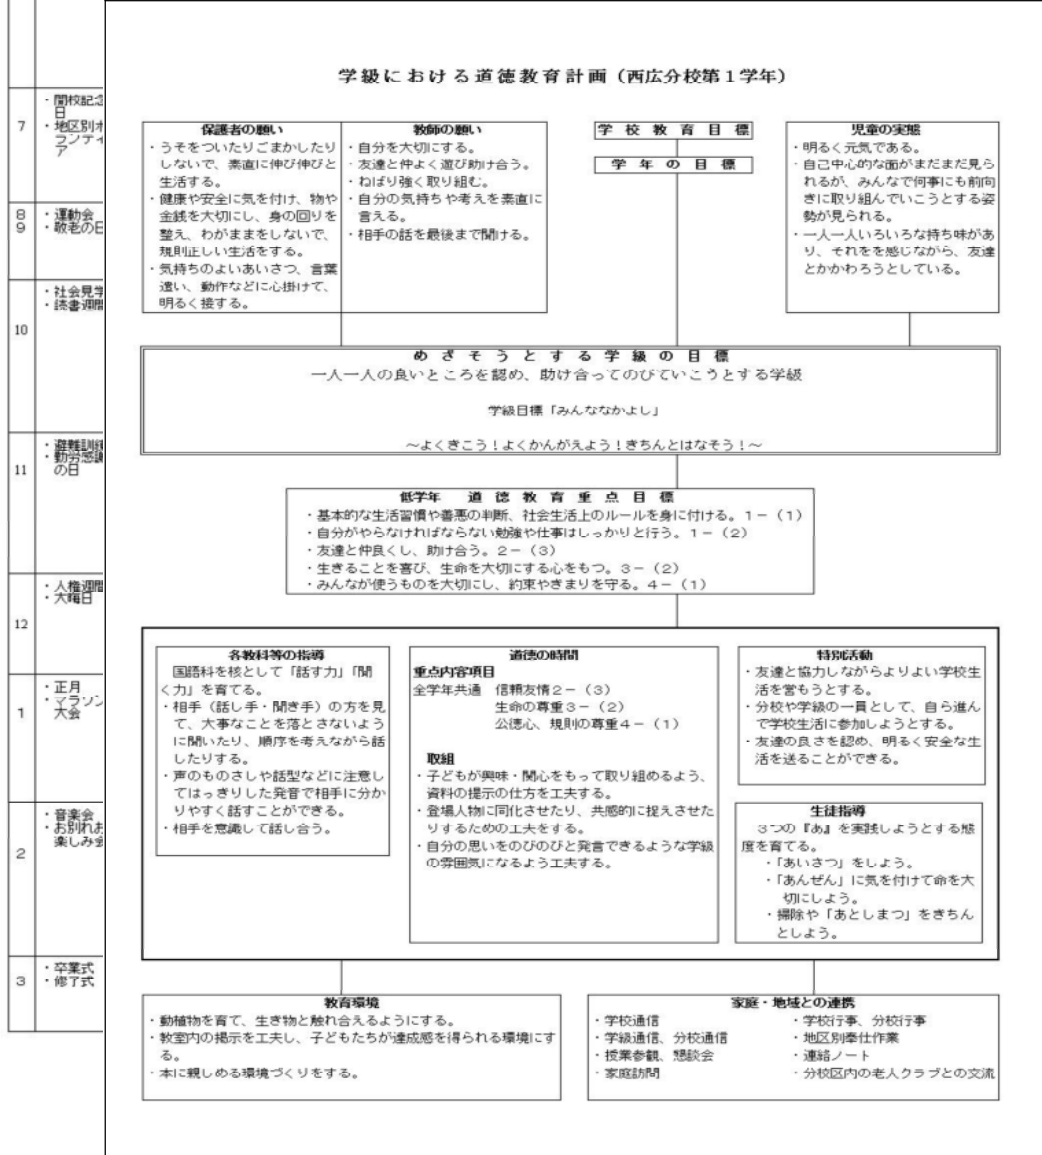 7
・開校記念
日
・地区別ボ
ランティ
ア
8
9
・運動会
・敬老の日
10
・社会見学
・読書週間
11
・避難訓練
・勤労感謝
の日
12
・人権週間
・大晦日
1
・正月
・マラソン
大会
2
・音楽会
・お別れお
楽しみ会
3
・卒業式
・修了式
学級における道徳教育計画（西広分校第１学年）
保護者の願い
・うそをついたりごまかしたり
しないで、素直に伸び伸びと
生活する。
・健康や安全に気を付け、物や
金銭を大切にし、身の回りを
整え、わがままをしないで、
規則正しい生活をする。
・気持ちのよいあいさつ、言葉
遣い、動作などに心掛けて、
明るく接する。
教師の願い
・自分を大切にする。
・友達と仲よく遊び助け合う。
・ねばり強く取り組む。
・自分の気持ちや考えを素直に
言える。
・相手の話を最後まで聞ける。
学校教育目標
学年の目標
児童の実態
・明るく元気である。
・自己中心的な面がまだまだ見ら
れるが、みんなで何事にも前向
きに取り組んでいこうとする姿
勢が見られる。
・一人一人いろいろな持ち味があ
り、それをを感じながら、友達
とかかわろうとしている。
めざそうとする学級の目標
一人一人の良いところを認め、助け合ってのびていこうとする学級
学級目標「みんななかよし」
～よくきこう！よくかんがえよう！きちんとはなそう！～
低学年　道徳教育重点目標
・基本的な生活習慣や善悪の判断、社会生活上のルールを身に付ける。１－（１）
・自分がやらなければならない勉強や仕事はしっかりと行う。１－（２）
・友達と仲良くし、助け合う。２－（３）
・生きることを喜び、生命を大切にする心をもつ。３－（２）
・みんなが使うものを大切にし、約束やきまりを守る。４－（１）
各教科等の指導
国語科を核として「話す力」「聞
く力」を育てる。
・相手（話し手・聞き手）の方を見
て、大事なことを落とさないよう
に聞いたり、順序を考えながら話
したりする。
・声のものさしや話型などに注意し
てはっきりした発音で相手に分か
りやすく話すことができる。
・相手を意識して話し合う。
道徳の時間
重点内容項目
全学年共通　信頼友情２－（３）
生命の尊重３－（２）
公徳心、規則の尊重４－（１）
取組
・子どもが興味・関心をもって取り組めるよう、
資料の提示の仕方を工夫する。
・登場人物に同化させたり、共感的に捉えさせた
りするための工夫をする。
・自分の思いをのびのびと発言できるような学級
の雰囲気になるよう工夫する。
特別活動
・友達と協力しながらよりよい学校生
活を営もうとする。
・分校や学級の一員として、自ら進ん
で学校生活に参加しようとする。
・友達の良さを認め、明るく安全な生
活を送ることができる。
生徒指導
３つの『あ』を実践しようとする態
度を育てる。
・「あいさつ」をしよう。
・「あんぜん」に気を付けて命を大
切にしよう。
・掃除や「あとしまつ」をきちん
としよう。
教育環境
・動植物を育て、生き物と触れ合えるようにする。
・教室内の掲示を工夫し、子どもたちが達成感を得られる環境にす
る。
・本に親しめる環境づくりをする。
家庭・地域との連携
・学校通信
・学級通信、分校通信
・授業参観、懇談会
・家庭訪問
・学校行事、分校行事
・地区別奉仕作業
・連絡ノート
・分校区内の老人クラブとの交流